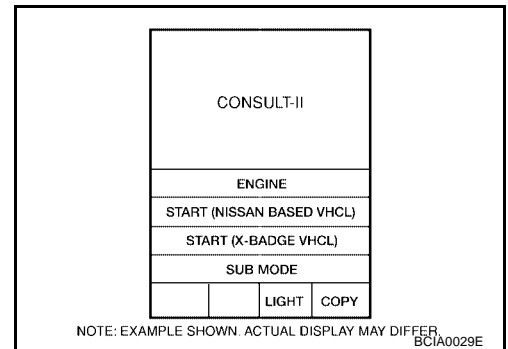 CONSULT-II
ENGINE
START (NISSAN BASED VHCL)
START (X-BADGE VHCL)
SUB MODE
LIGHT COPY
NOTE: EXAMPLE SHOWN. ACTUAL DISPLAY MAY DIFFER.
BCIA0029E